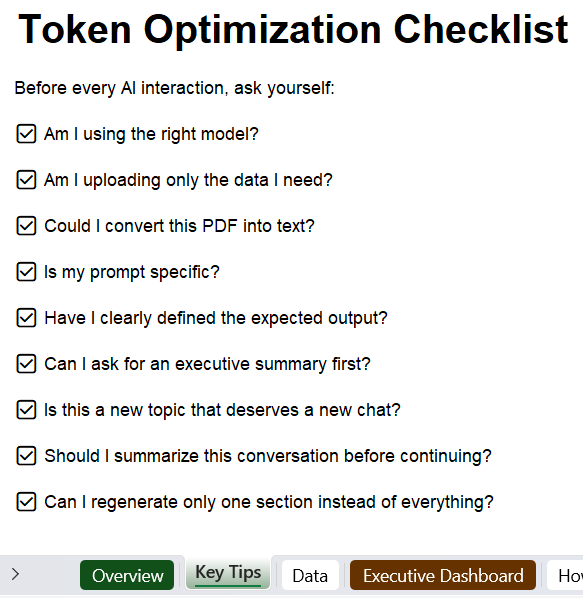 Token Optimization Checklist
Before every AI interaction, ask yourself:
Am I using the right model?
Am I uploading only the data I need?
Could I convert this PDF into text?
Is my prompt specific?
Have I clearly defined the expected output?
Can I ask for an executive summary first?
Is this a new topic that deserves a new chat?
Should I summarize this conversation before continuing?
Can I regenerate only one section instead of everything?
Overview Key Tips Data Executive Dashboard